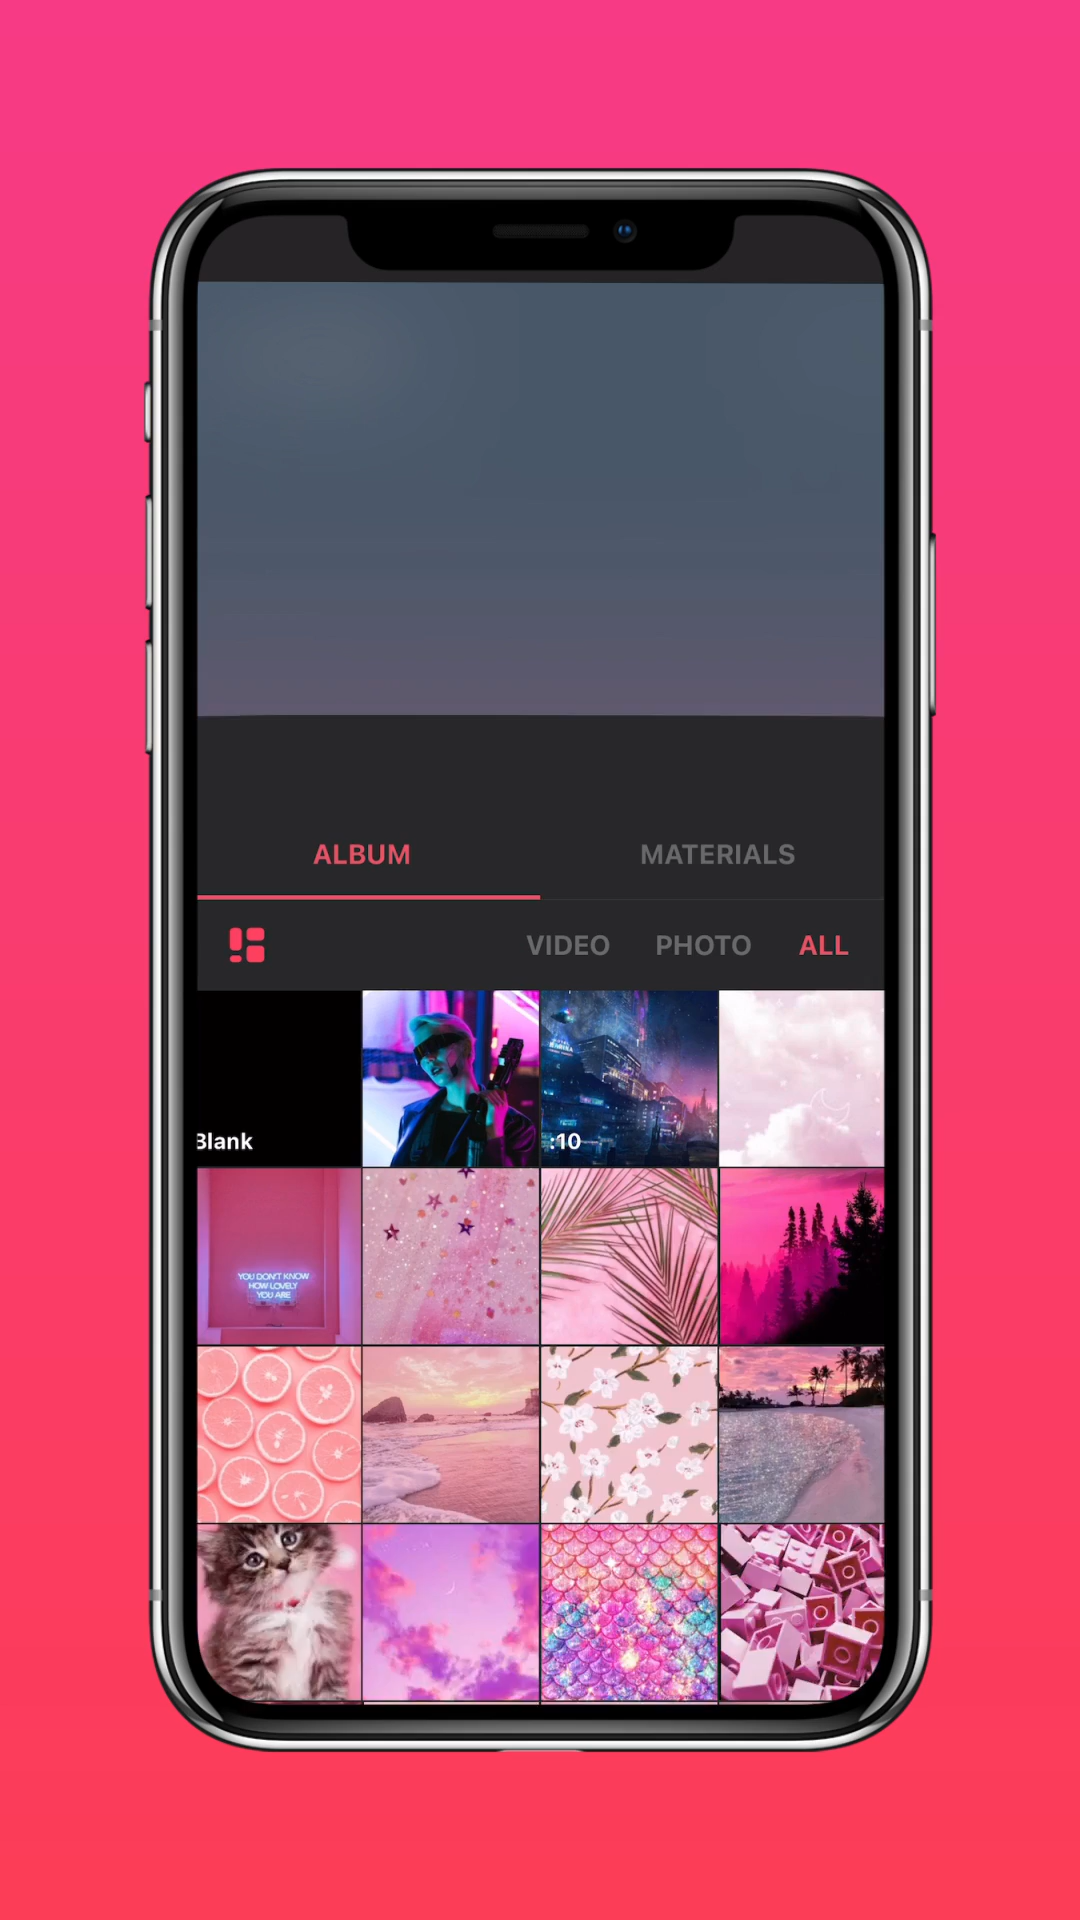 ALBUM MATERIALS
VIDEO PHOTO ALL
Blank
:10
YOU DON'T KNOW
HOW LOVELY
YOU ARE